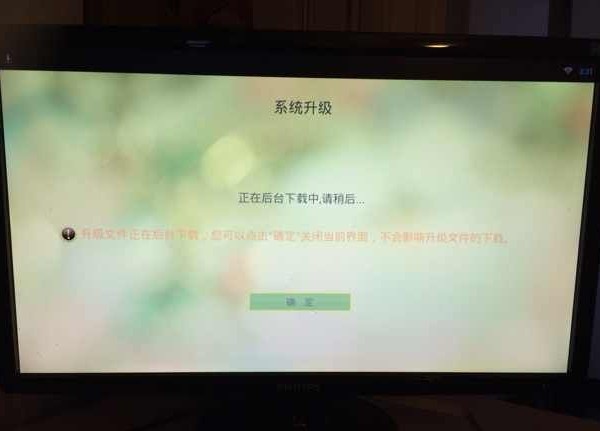 系统升级
正在后台下载中,请稍后...
升级文件正在后台下载，您可以点击"确定"关闭当前界面，不会影响升级文件的下载。
确 定
PHILIPS